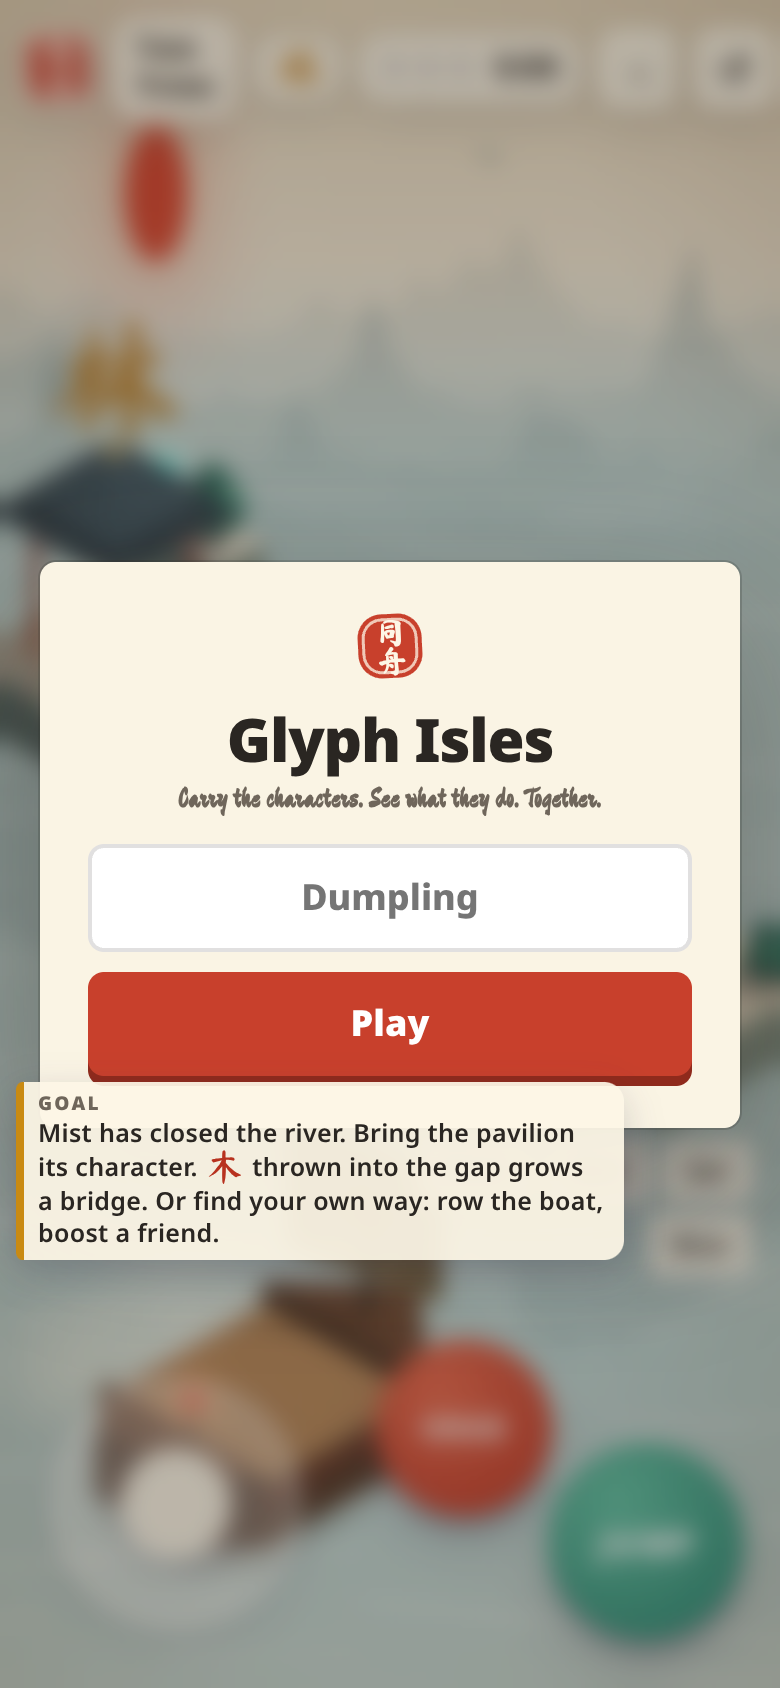 同
舟
Glyph Isles
Carry the characters. See what they do. Together.
Dumpling
Play
GOAL
Mist has closed the river. Bring the pavilion
its character. 木 thrown into the gap grows
a bridge. Or find your own way: row the boat,
boost a friend.